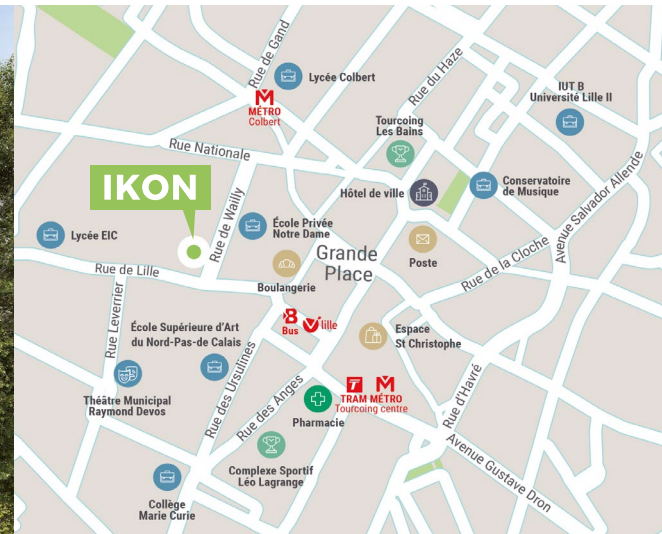 Rue de Gand
Lycée Colbert
MÉTRO
Colbert
Rue du Haze
IUT B
Université Lille II
Tourcoing
Les Bains
Rue Nationale
IKON
Rue de Wailly
Hôtel de ville
Conservatoire
de Musique
Avenue Salvador Allende
Lycée EIC
École Privée
Notre Dame
Grande
Place
Poste
Rue de la Cloche
Rue de Lille
Boulangerie
Rue Leverrier
École Supérieure d'Art
du Nord-Pas-de Calais
B
Bus
V'lille
Espace
St Christophe
Rue des Ursulines
Rue des Anges
Rue d'Havré
Théâtre Municipal
Raymond Devos
T
TRAM MÉTRO
Tourcoing centre
Pharmacie
Avenue Gustave Dron
Complexe Sportif
Léo Lagrange
Collège
Marie Curie